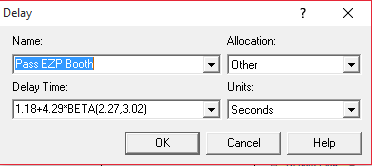 Delay
Name:
Allocation:
Pass EZP Booth
Other
Delay Time:
Units:
1.18+4.29*BETA(2.27,3.02)
Seconds
OK
Cancel
Help